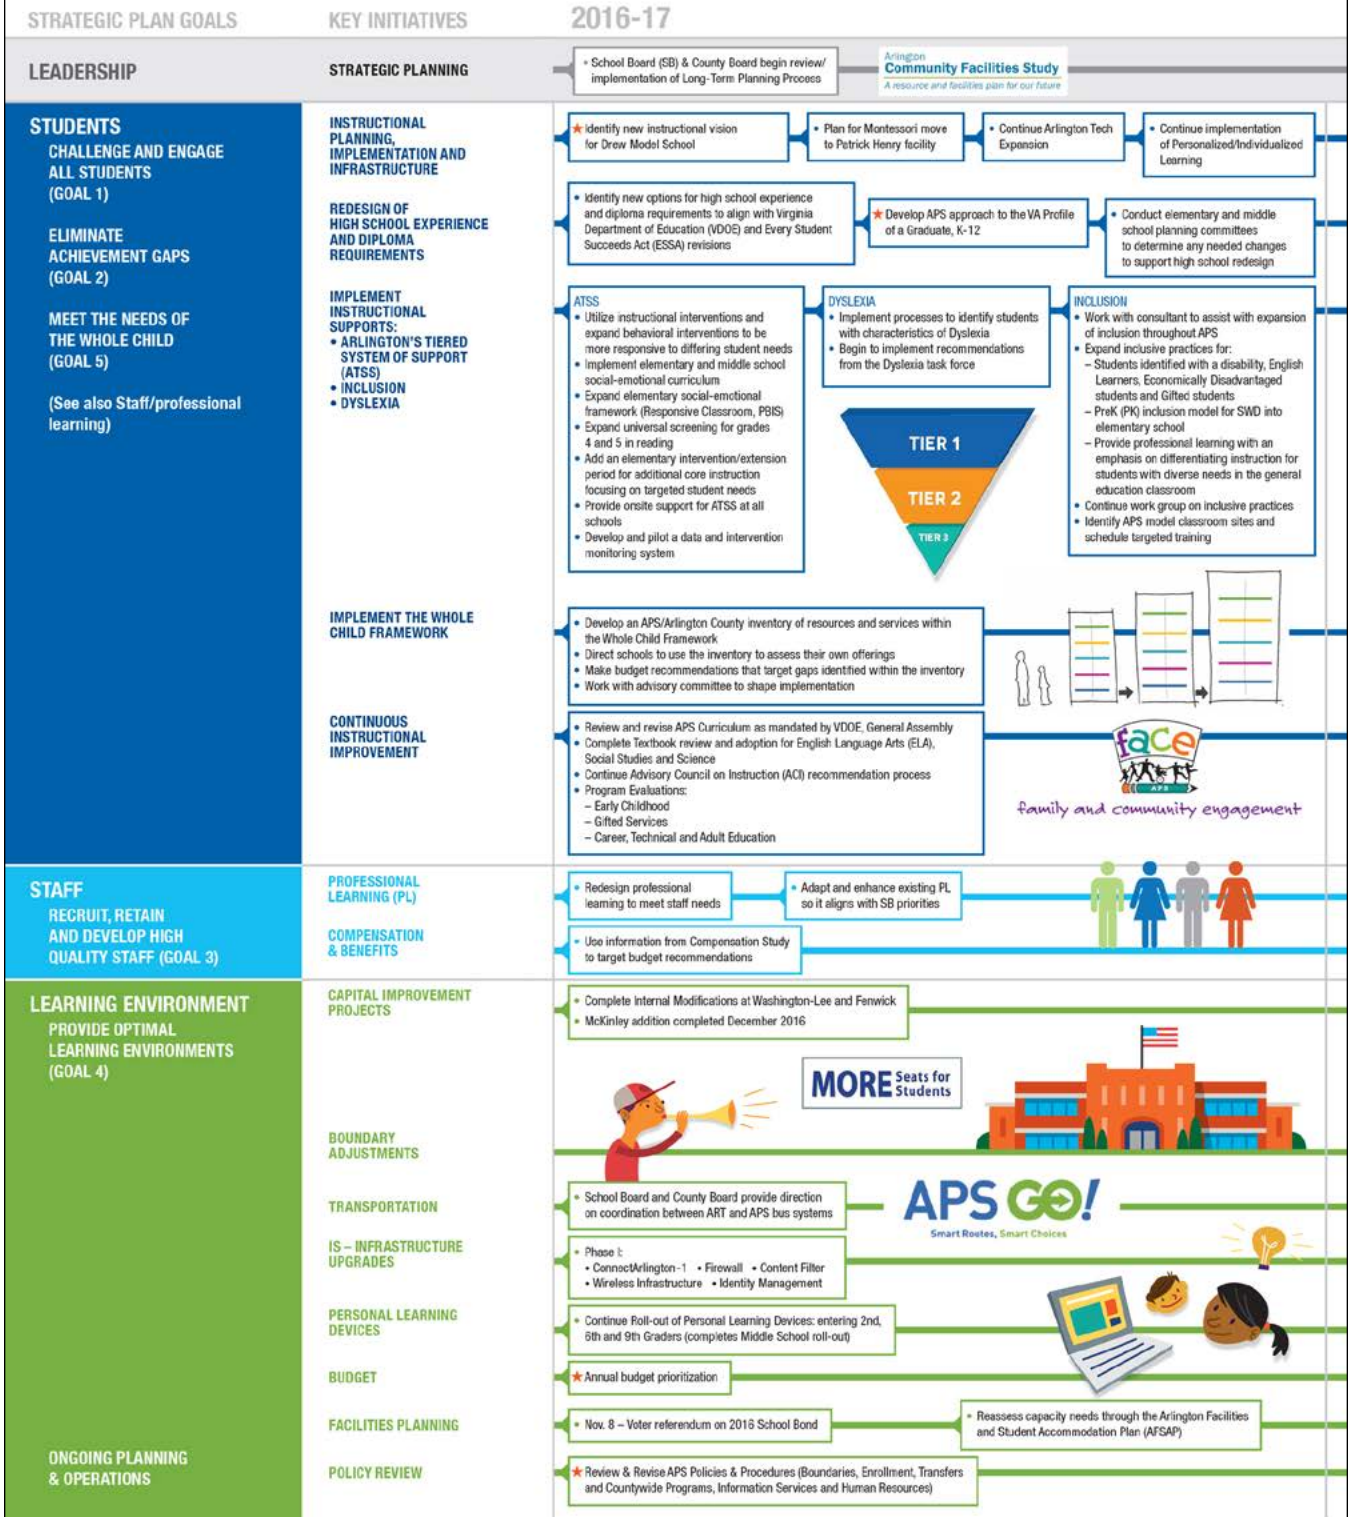 STRATEGIC PLAN GOALS
KEY INITIATIVES
2016-17
LEADERSHIP
STRATEGIC PLANNING
• School Board (SB) & County Board begin review/
implementation of Long-Term Planning Process
Arlington
Community Facilities Study
A resource and facilities plan for our future
STUDENTS
CHALLENGE AND ENGAGE
ALL STUDENTS
(GOAL 1)
ELIMINATE
ACHIEVEMENT GAPS
(GOAL 2)
MEET THE NEEDS OF
THE WHOLE CHILD
(GOAL 5)
(See also Staff/professional
learning)
INSTRUCTIONAL
PLANNING,
IMPLEMENTATION AND
INFRASTRUCTURE
★ Identify new instructional vision
for Drew Model School
• Plan for Montessori move
to Patrick Henry facility
• Continue Arlington Tech
Expansion
• Continue implementation
of Personalized/Individualized
Learning
REDESIGN OF
HIGH SCHOOL EXPERIENCE
AND DIPLOMA
REQUIREMENTS
• Identify new options for high school experience
and diploma requirements to align with Virginia
Department of Education (VDOE) and Every Student
Succeeds Act (ESSA) revisions
★ Develop APS approach to the VA Profile
of a Graduate, K-12
• Conduct elementary and middle
school planning committees
to determine any needed changes
to support high school redesign
IMPLEMENT
INSTRUCTIONAL
SUPPORTS:
• ARLINGTON'S TIERED
SYSTEM OF SUPPORT
(ATSS)
• INCLUSION
• DYSLEXIA
ATSS
• Utilize instructional interventions and
expand behavioral interventions to be
more responsive to differing student needs
• Implement elementary and middle school
social-emotional curriculum
• Expand elementary social-emotional
framework (Responsive Classroom, PBIS)
• Expand universal screening for grades
4 and 5 in reading
• Add an elementary intervention/extension
period for additional core instruction
focusing on targeted student needs
• Provide onsite support for ATSS at all
schools
• Develop and pilot a data and intervention
monitoring system
DYSLEXIA
• Implement processes to identify students
with characteristics of Dyslexia
• Begin to implement recommendations
from the Dyslexia task force
TIER 1
TIER 2
TIER 3
INCLUSION
• Work with consultant to assist with expansion
of inclusion throughout APS
• Expand inclusive practices for:
– Students identified with a disability, English
Learners, Economically Disadvantaged
students and Gifted students
– PreK (PK) inclusion model for SWD into
elementary school
– Provide professional learning with an
emphasis on differentiating instruction for
students with diverse needs in the general
education classroom
• Continue work group on inclusive practices
• Identify APS model classroom sites and
schedule targeted training
IMPLEMENT THE WHOLE
CHILD FRAMEWORK
• Develop an APS/Arlington County inventory of resources and services within
the Whole Child Framework
• Direct schools to use the inventory to assess their own offerings
• Make budget recommendations that target gaps identified within the inventory
• Work with advisory committee to shape implementation
CONTINUOUS
INSTRUCTIONAL
IMPROVEMENT
• Review and revise APS Curriculum as mandated by VDOE, General Assembly
• Complete Textbook review and adoption for English Language Arts (ELA),
Social Studies and Science
• Continue Advisory Council on Instruction (ACI) recommendation process
• Program Evaluations:
– Early Childhood
– Gifted Services
– Career, Technical and Adult Education
face
APS
family and community engagement
STAFF
RECRUIT, RETAIN
AND DEVELOP HIGH
QUALITY STAFF (GOAL 3)
PROFESSIONAL
LEARNING (PL)
• Redesign professional
learning to meet staff needs
• Adapt and enhance existing PL
so it aligns with SB priorities
COMPENSATION
& BENEFITS
• Use information from Compensation Study
to target budget recommendations
LEARNING ENVIRONMENT
PROVIDE OPTIMAL
LEARNING ENVIRONMENTS
(GOAL 4)
CAPITAL IMPROVEMENT
PROJECTS
• Complete Internal Modifications at Washington-Lee and Fenwick
• McKinley addition completed December 2016
MORE Seats for
Students
BOUNDARY
ADJUSTMENTS
TRANSPORTATION
• School Board and County Board provide direction
on coordination between ART and APS bus systems
APS GO!
Smart Routes, Smart Choices
IS – INFRASTRUCTURE
UPGRADES
• Phase I:
• ConnectArlington-1 • Firewall • Content Filter
• Wireless Infrastructure • Identity Management
PERSONAL LEARNING
DEVICES
• Continue Roll-out of Personal Learning Devices: entering 2nd,
6th and 9th Graders (completes Middle School roll-out)
BUDGET
★ Annual budget prioritization
FACILITIES PLANNING
• Nov. 8 – Voter referendum on 2016 School Bond
• Reassess capacity needs through the Arlington Facilities
and Student Accommodation Plan (AFSAP)
ONGOING PLANNING
& OPERATIONS
POLICY REVIEW
★ Review & Revise APS Policies & Procedures (Boundaries, Enrollment, Transfers
and Countywide Programs, Information Services and Human Resources)